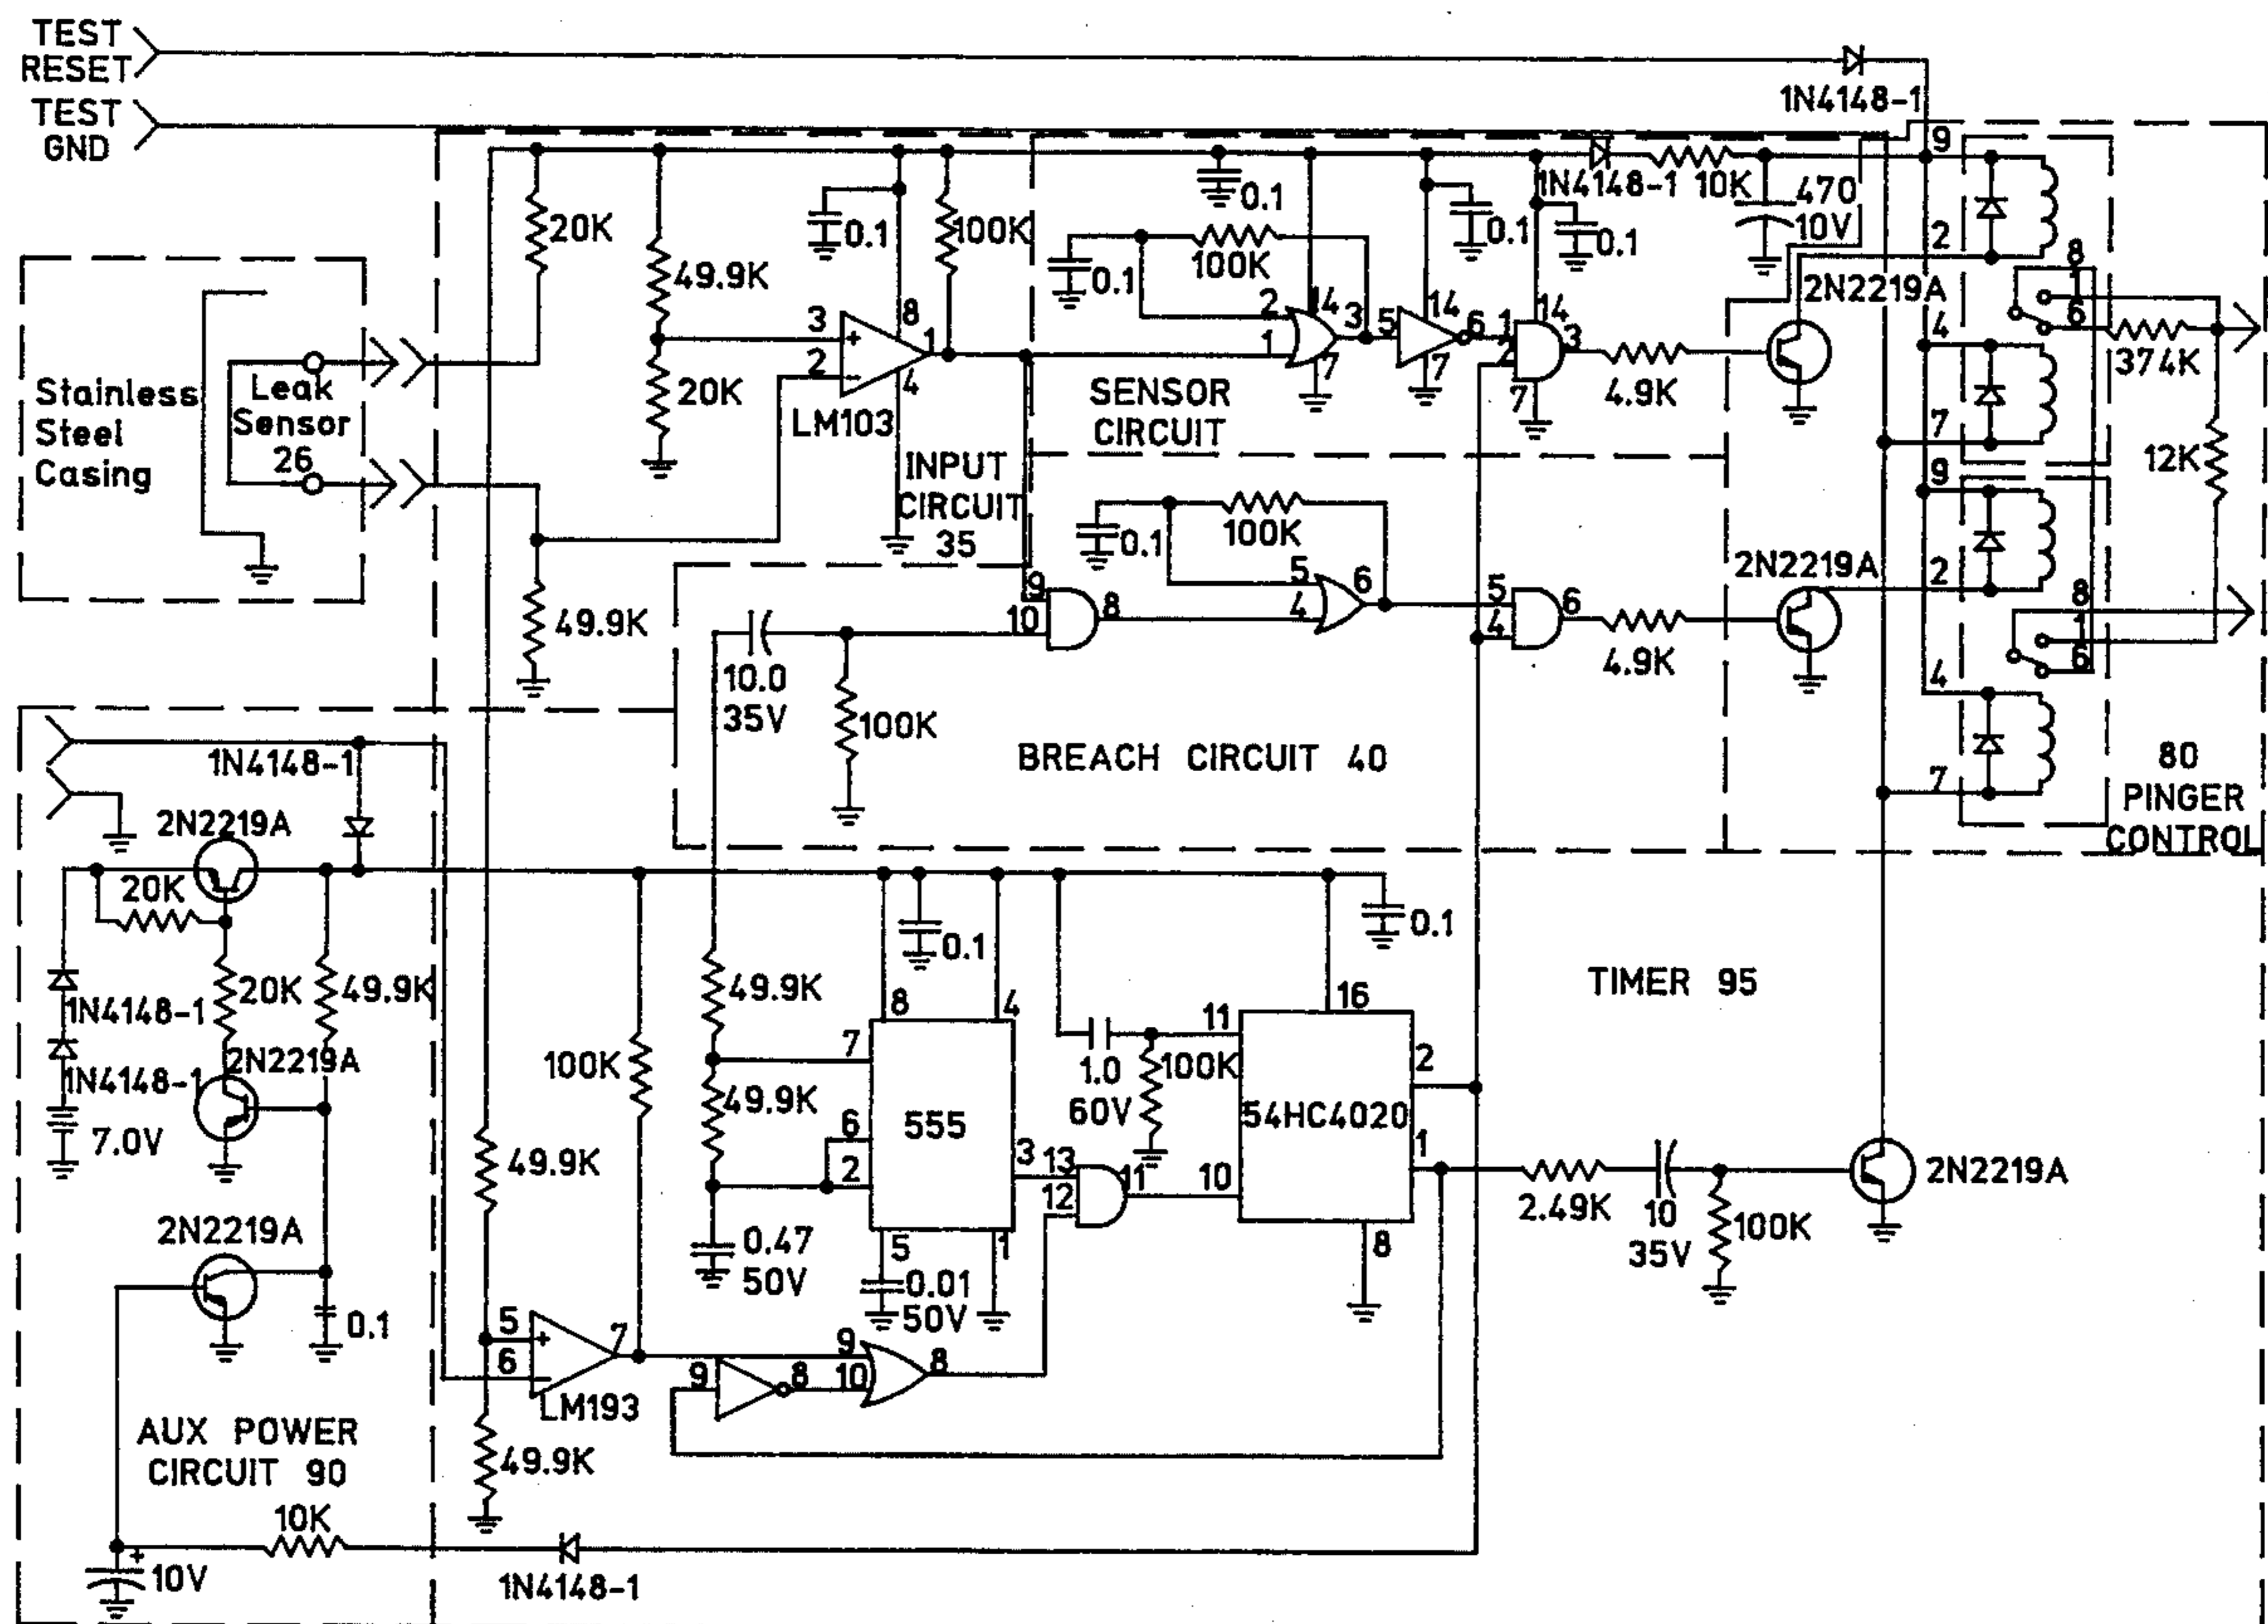 TEST
RESET
TEST
GND
1N4148-1
9
20K
49.9K
0.1
100K
0.1
0.1
100K
0.1
0.1
1N4148-1
10K
470
10V
2
2N2219A
8
1
6
4
374K
7
12K
Stainless
Steel
Casing
Leak
Sensor
26
3
2
8
1
4
LM103
20K
2
1
14
3
7
5
14
6
7
1
2
14
3
7
4.9K
SENSOR
CIRCUIT
INPUT
CIRCUIT
35
9
2
8
1
6
4
7
49.9K
0.1
100K
5
4
6
9
10
8
5
4
6
4.9K
2N2219A
10.0
35V
100K
BREACH CIRCUIT 40
80
PINGER
CONTROL
1N4148-1
2N2219A
20K
20K
49.9K
1N4148-1
1N4148-1
2N2219A
7.0V
2N2219A
0.1
AUX POWER
CIRCUIT 90
10K
10V
1N4148-1
49.9K
100K
49.9K
49.9K
0.47
50V
0.1
8
4
7
6
2
555
3
5
1
0.01
50V
13
12
11
1.0
60V
100K
0.1
11
16
2
54HC4020
1
10
8
TIMER 95
2.49K
10
35V
100K
2N2219A
5
6
7
LM193
49.9K
9
8
9
10
8